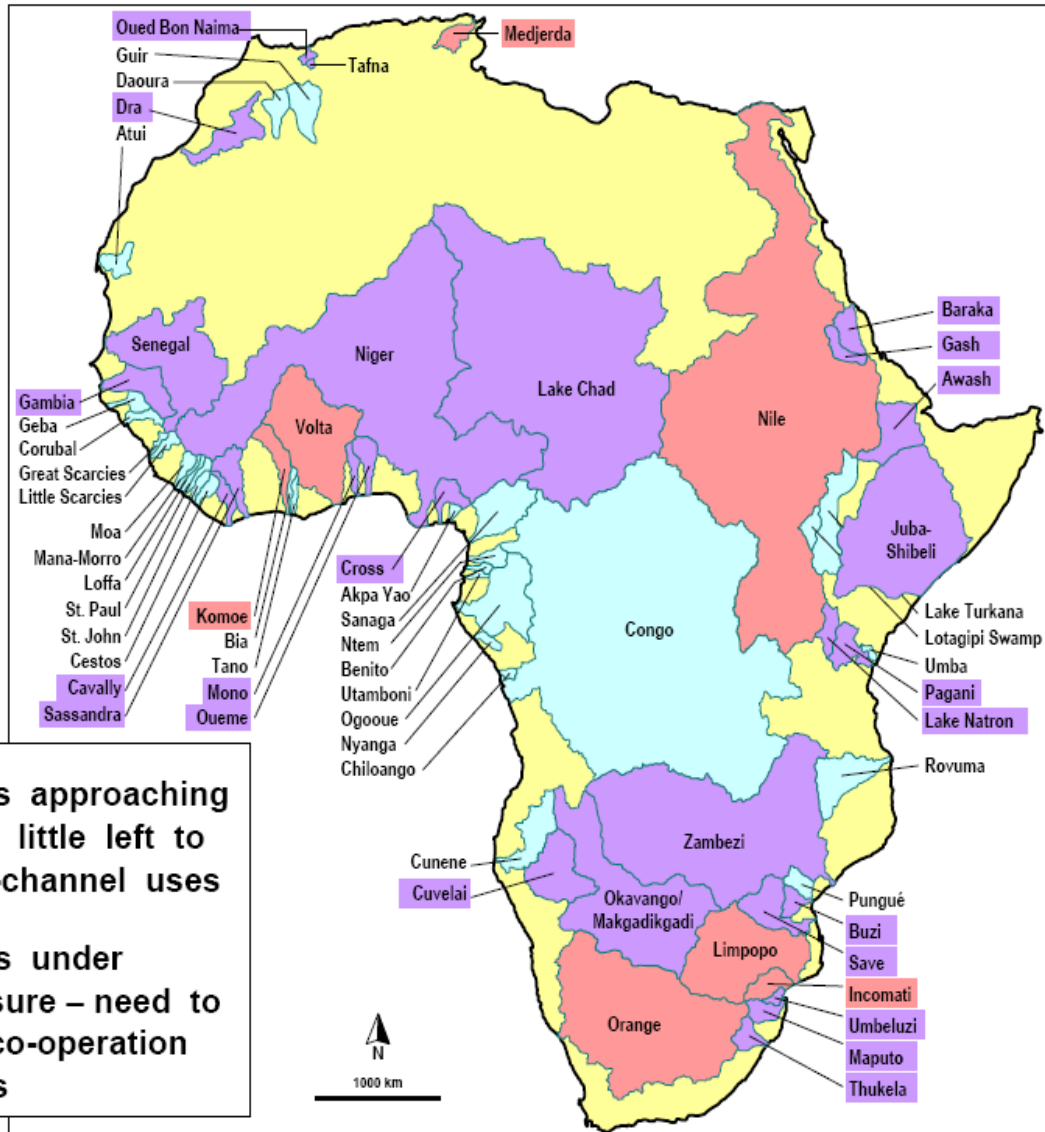 Oued Bon Naima
Guir
Daoura
Dra
Atui
Tafna
Medjerda
Senegal
Niger
Lake Chad
Nile
Volta
Baraka
Gash
Awash
Juba-
Shibeli
Gambia
Geba
Corubal
Great Scarcies
Little Scarcies
Moa
Mana-Morro
Loffa
St. Paul
St. John
Cestos
Cavally
Sassandra
Komoe
Bia
Tano
Mono
Oueme
Cross
Akpa Yao
Sanaga
Ntem
Benito
Utamboni
Ogooue
Nyanga
Chiloango
Congo
Lake Turkana
Lotagipi Swamp
Umba
Pagani
Lake Natron
Rovuma
Zambezi
Cunene
Cuvelai
Okavango/
Makgadikgadi
Limpopo
Orange
Pungué
Buzi
Save
Incomati
Umbeluzi
Maputo
Thukela
s approaching
little left to
-channel uses
s under
sure – need to
co-operation
s
N
1000 km